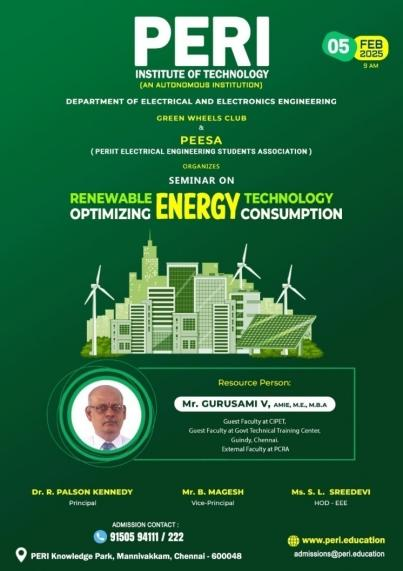 PERI
INSTITUTE OF TECHNOLOGY
(AN AUTONOMOUS INSTITUTION)
05 FEB
2025
9 AM
DEPARTMENT OF ELECTRICAL AND ELECTRONICS ENGINEERING
GREEN WHEELS CLUB
&
PEESA
( PERIIT ELECTRICAL ENGINEERING STUDENTS ASSOCIATION )
ORGANIZES
SEMINAR ON
RENEWABLE ENERGY TECHNOLOGY
OPTIMIZING CONSUMPTION
Resource Person:
Mr. GURUSAMI V, AMIE, M.E., M.B.A
Guest Faculty at CIPET,
Guest Faculty at Govt Technical Training Center,
Guindy, Chennai.
External Faculty at PCRA
Dr. R. PALSON KENNEDY
Principal
Mr. B. MAGESH
Vice-Principal
Ms. S. L. SREEDEVI
HOD - EEE
ADMISSION CONTACT :
91505 94111 / 222
PERI Knowledge Park, Mannivakkam, Chennai - 600048
www.peri.education
admissions@peri.education